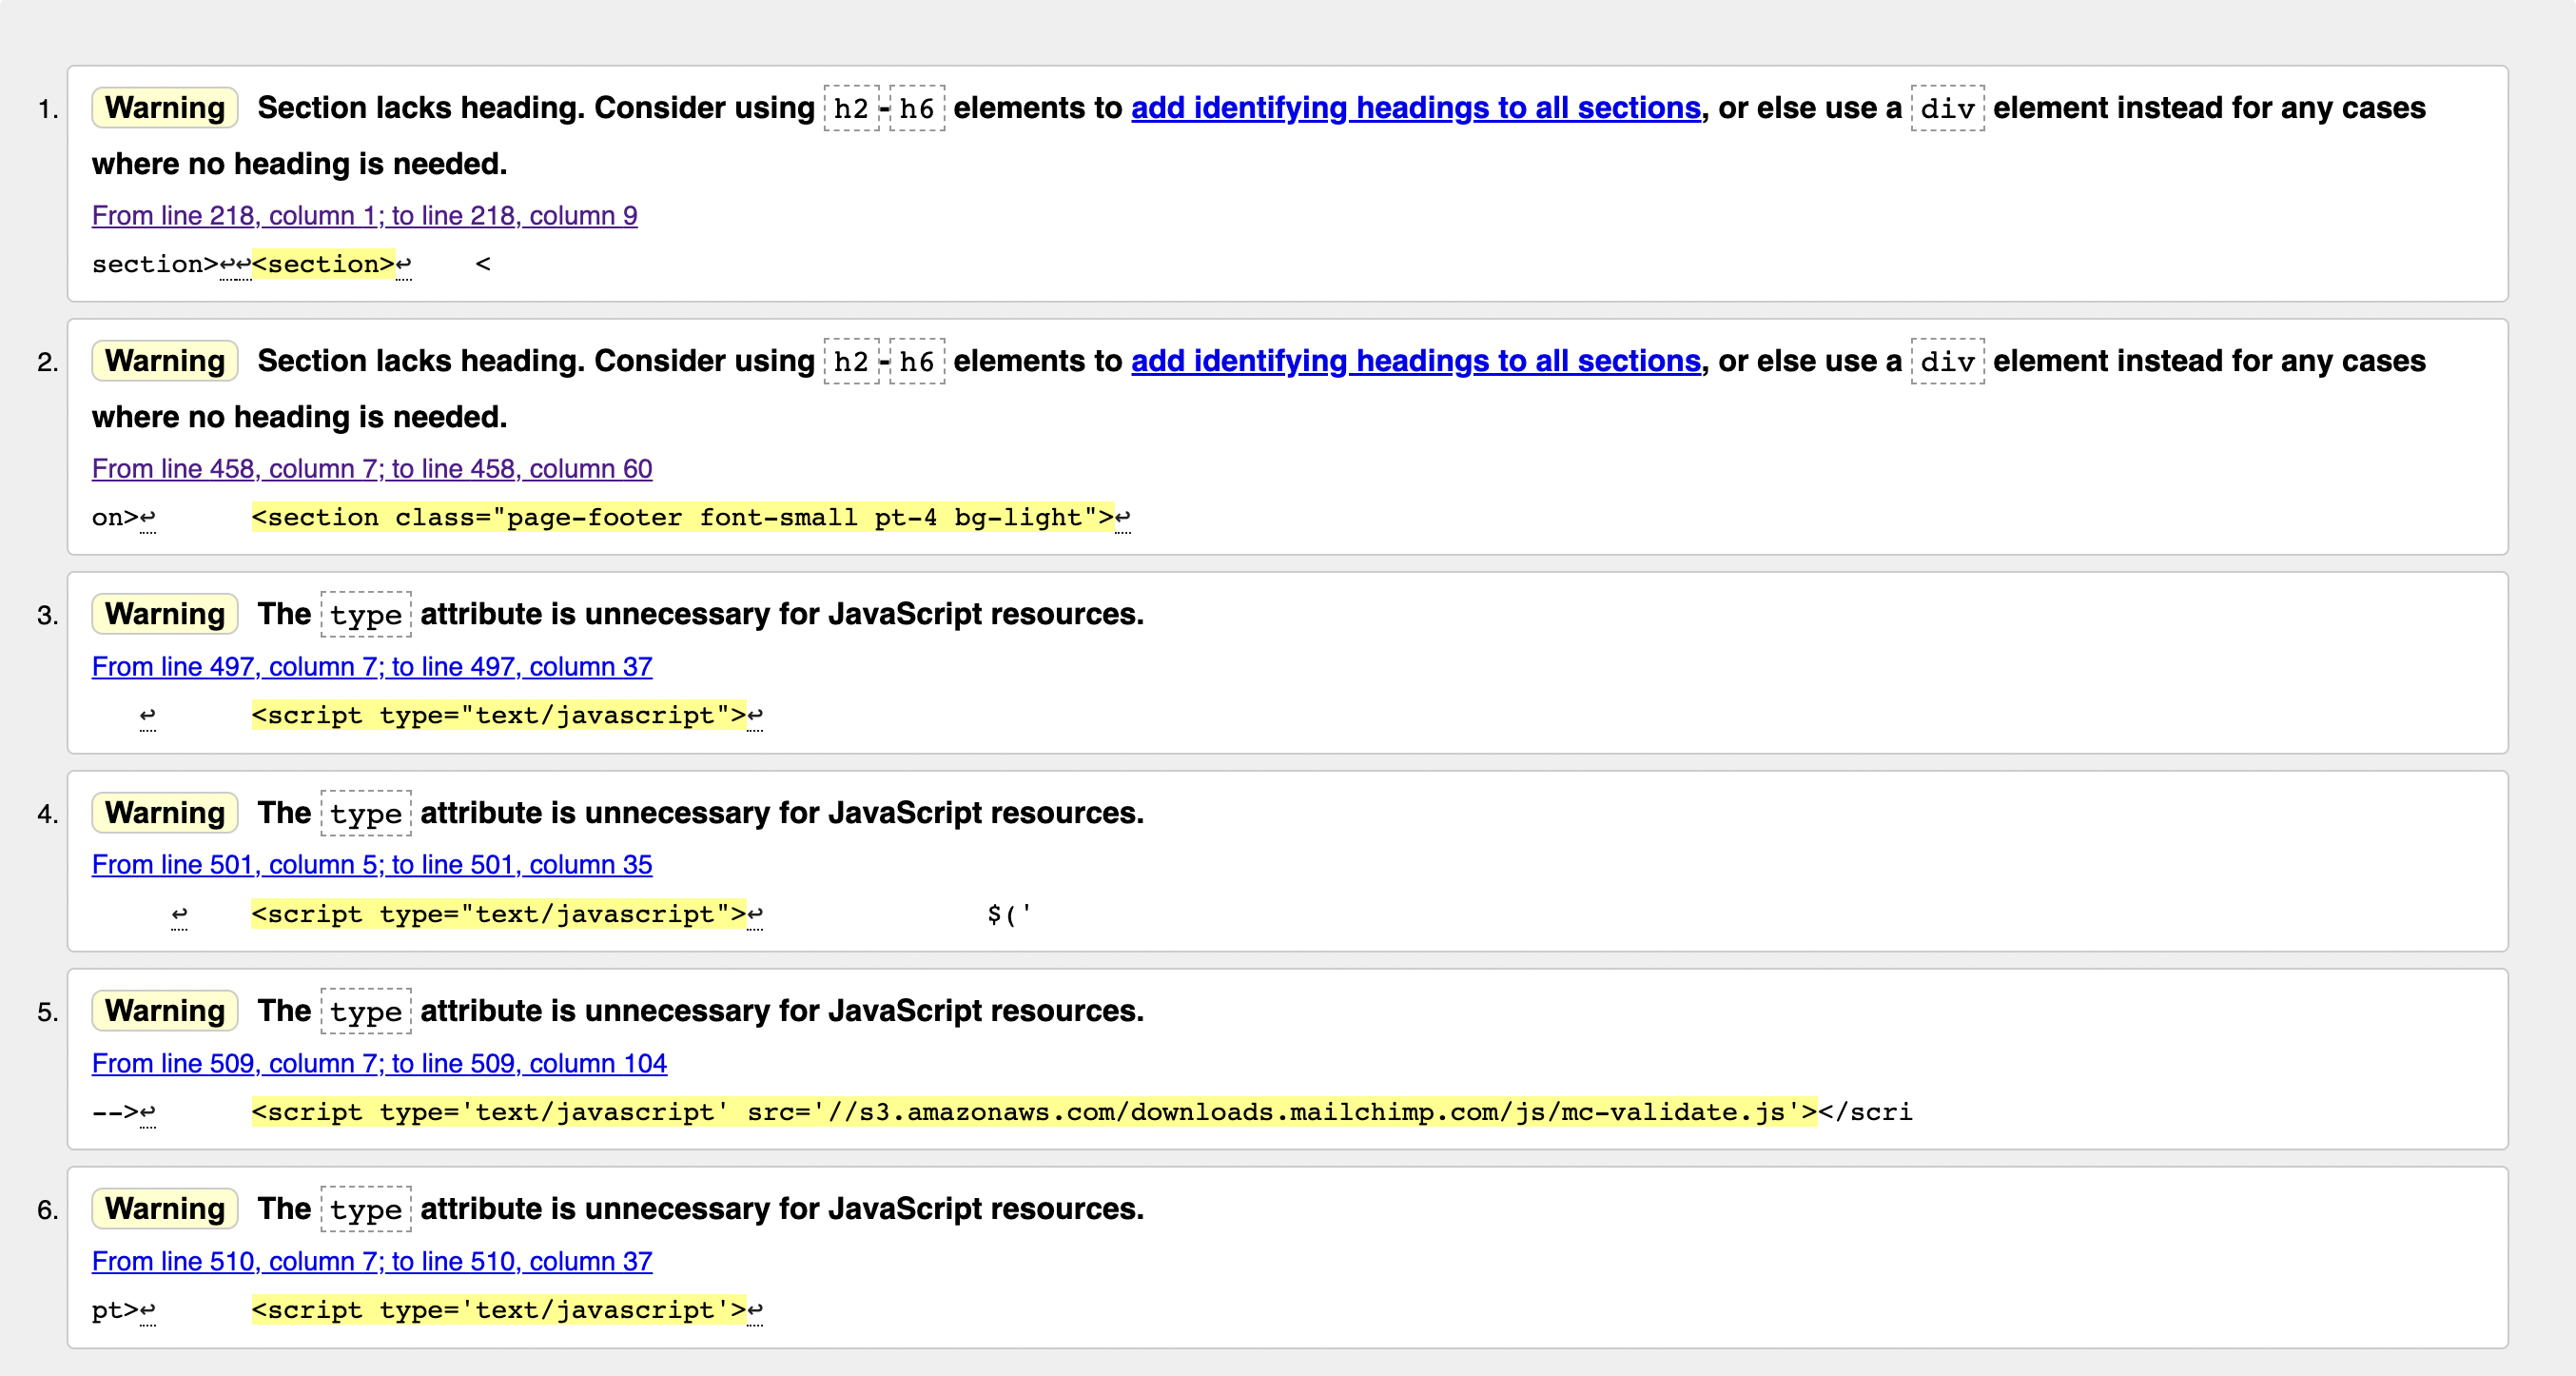 1. Warning Section lacks heading. Consider using h2-h6 elements to add identifying headings to all sections, or else use a div element instead for any cases
where no heading is needed.
From line 218, column 1; to line 218, column 9
section>↩↩<section>↩    <
2. Warning Section lacks heading. Consider using h2-h6 elements to add identifying headings to all sections, or else use a div element instead for any cases
where no heading is needed.
From line 458, column 7; to line 458, column 60
on>↩      <section class="page-footer font-small pt-4 bg-light">↩
3. Warning The type attribute is unnecessary for JavaScript resources.
From line 497, column 7; to line 497, column 37
↩      <script type="text/javascript">↩
4. Warning The type attribute is unnecessary for JavaScript resources.
From line 501, column 5; to line 501, column 35
↩    <script type="text/javascript">↩              $('
5. Warning The type attribute is unnecessary for JavaScript resources.
From line 509, column 7; to line 509, column 104
-->↩      <script type='text/javascript' src='//s3.amazonaws.com/downloads.mailchimp.com/js/mc-validate.js'></scri
6. Warning The type attribute is unnecessary for JavaScript resources.
From line 510, column 7; to line 510, column 37
pt>↩      <script type='text/javascript'>↩